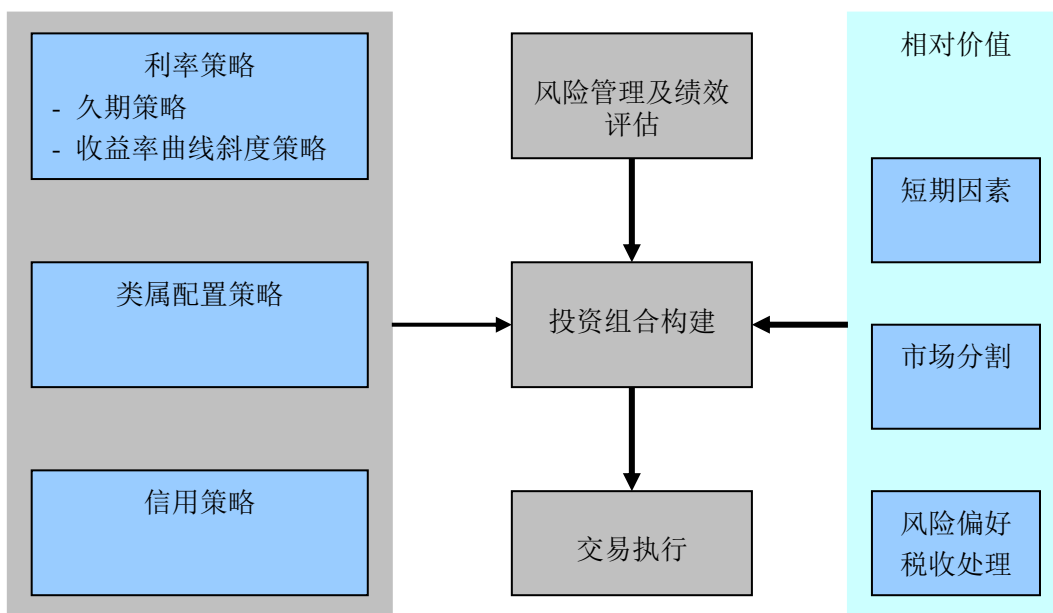 利率策略
- 久期策略
- 收益率曲线斜度策略
类属配置策略
信用策略
风险管理及绩效
评估
投资组合构建
交易执行
相对价值
短期因素
市场分割
风险偏好
税收处理